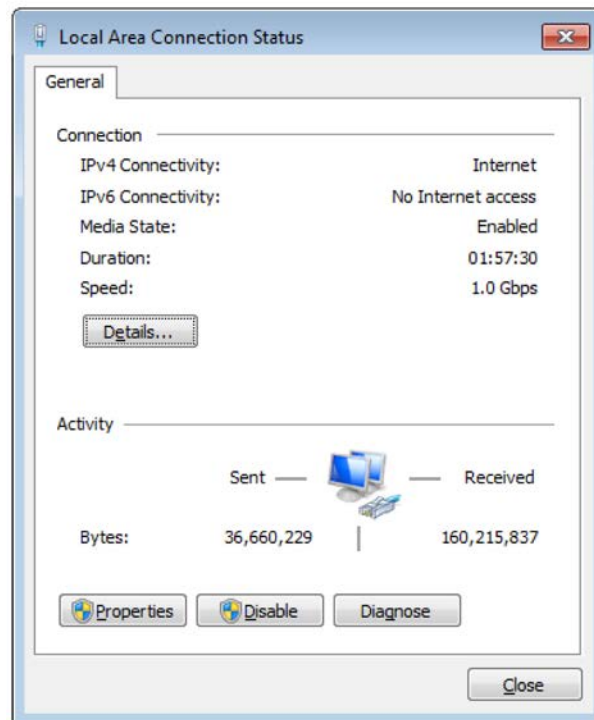 Local Area Connection Status
General
Connection
IPv4 Connectivity: Internet
IPv6 Connectivity: No Internet access
Media State: Enabled
Duration: 01:57:30
Speed: 1.0 Gbps
Details...
Activity
Sent Received
Bytes: 36,660,229 160,215,837
Properties Disable Diagnose
Close